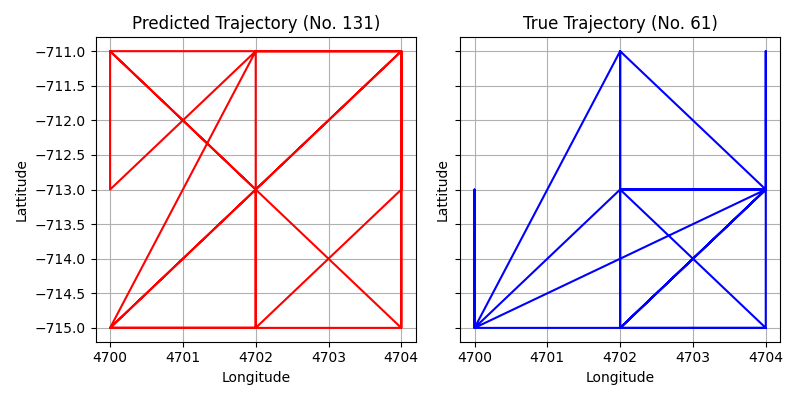 Predicted Trajectory (No. 131)
True Trajectory (No. 61)
−711.0
−711.5
−712.0
−712.5
−713.0
−713.5
−714.0
−714.5
−715.0
Lattitude
Lattitude
4700 4701 4702 4703 4704
4700 4701 4702 4703 4704
Longitude
Longitude